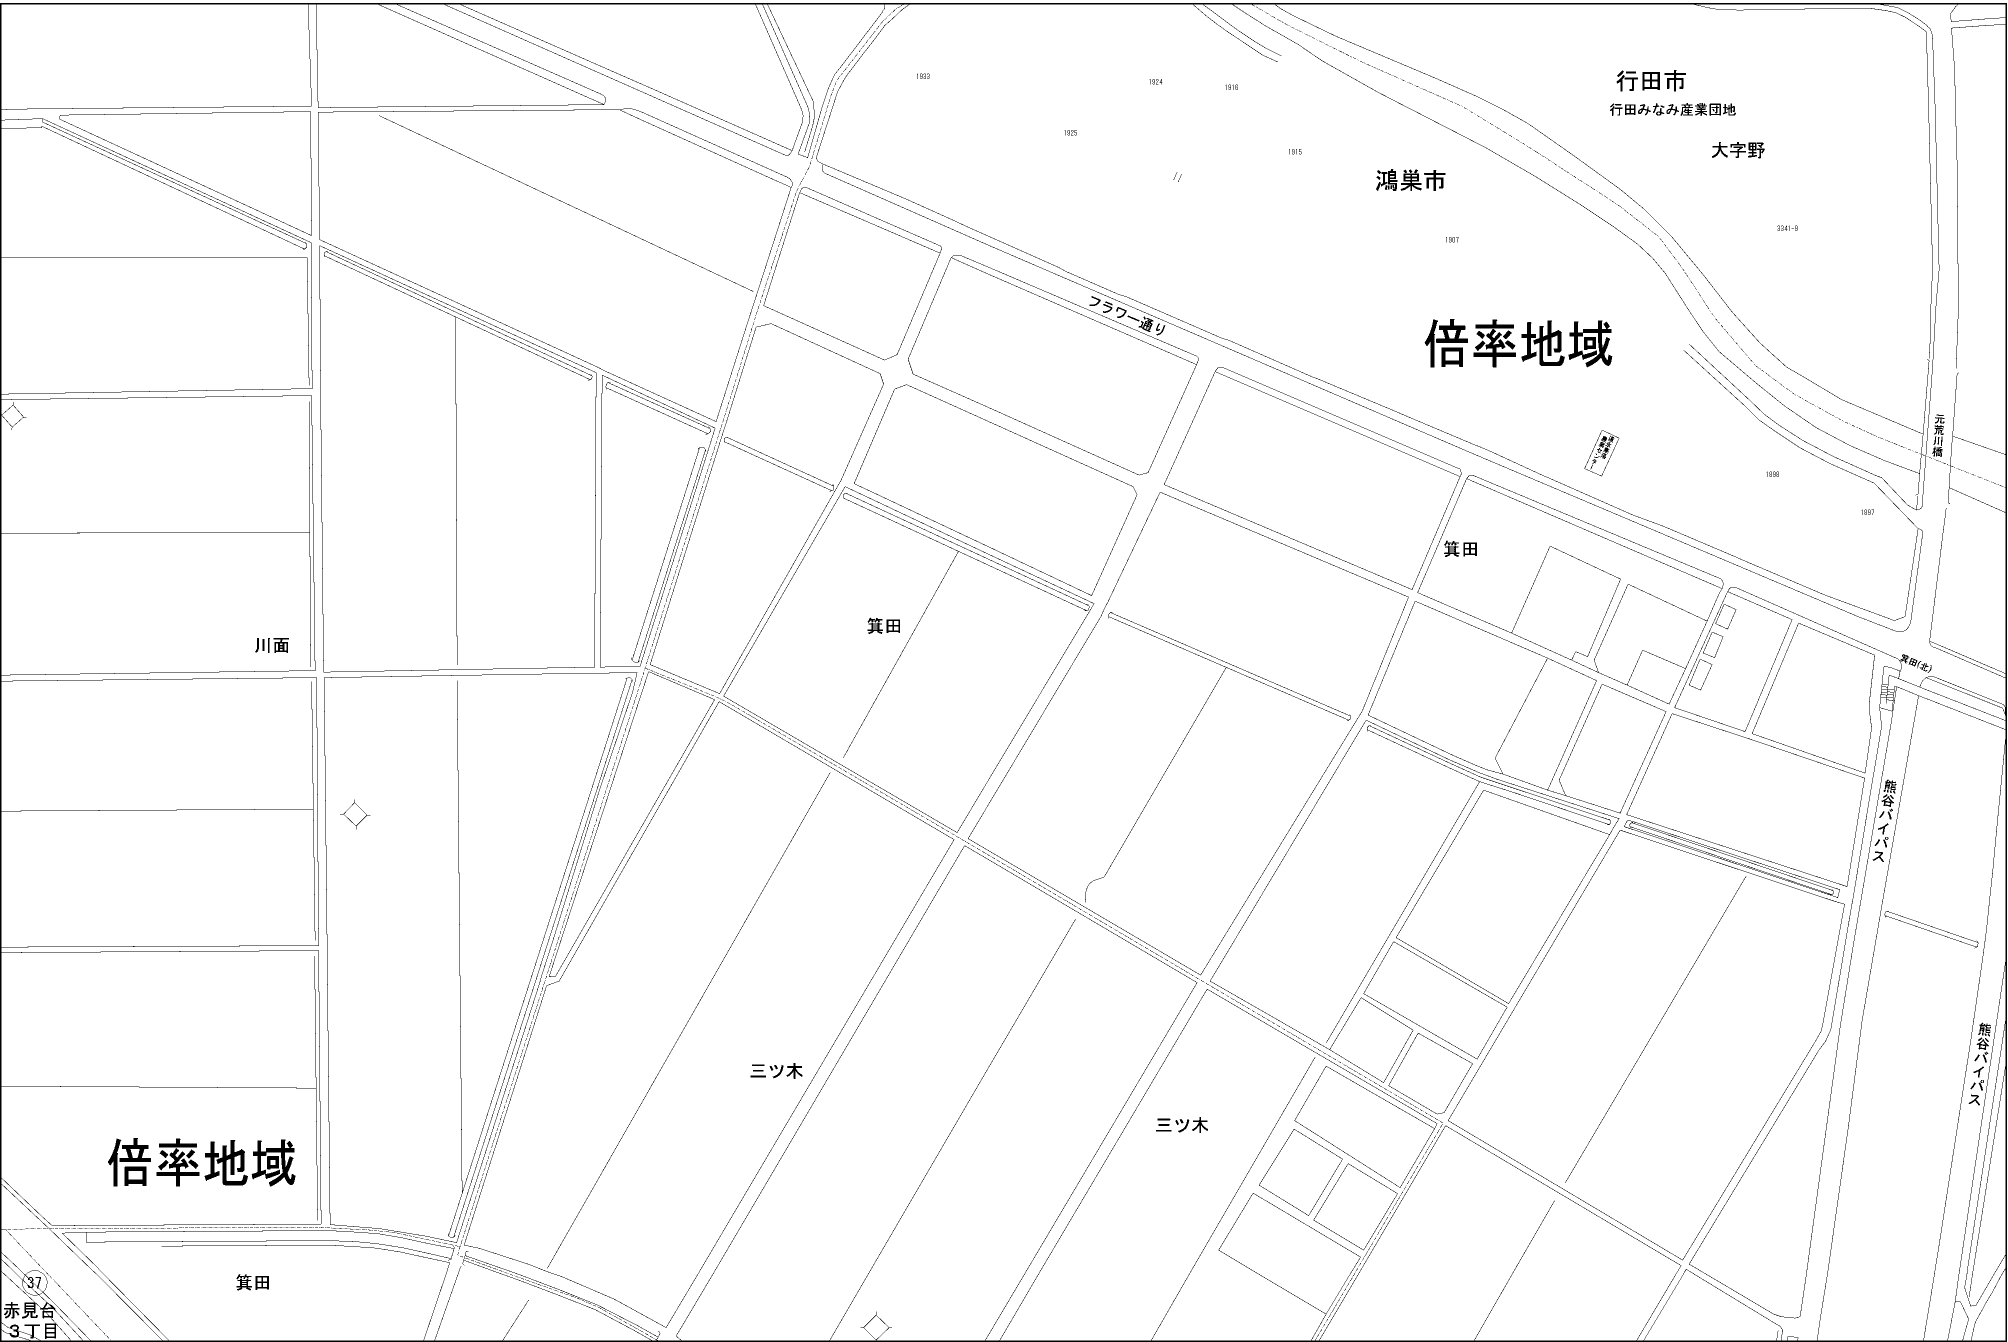 行田市
行田みなみ産業団地
大字野
1933
1924
1916
1925
1915
鴻巣市
3341-9
1907
フラワー通り
倍率地域
元荒川橋
1898
1897
箕田
箕田
川面
箕田(北)
熊谷バイパス
熊谷バイパス
三ツ木
三ツ木
倍率地域
箕田
37
赤見台
3丁目